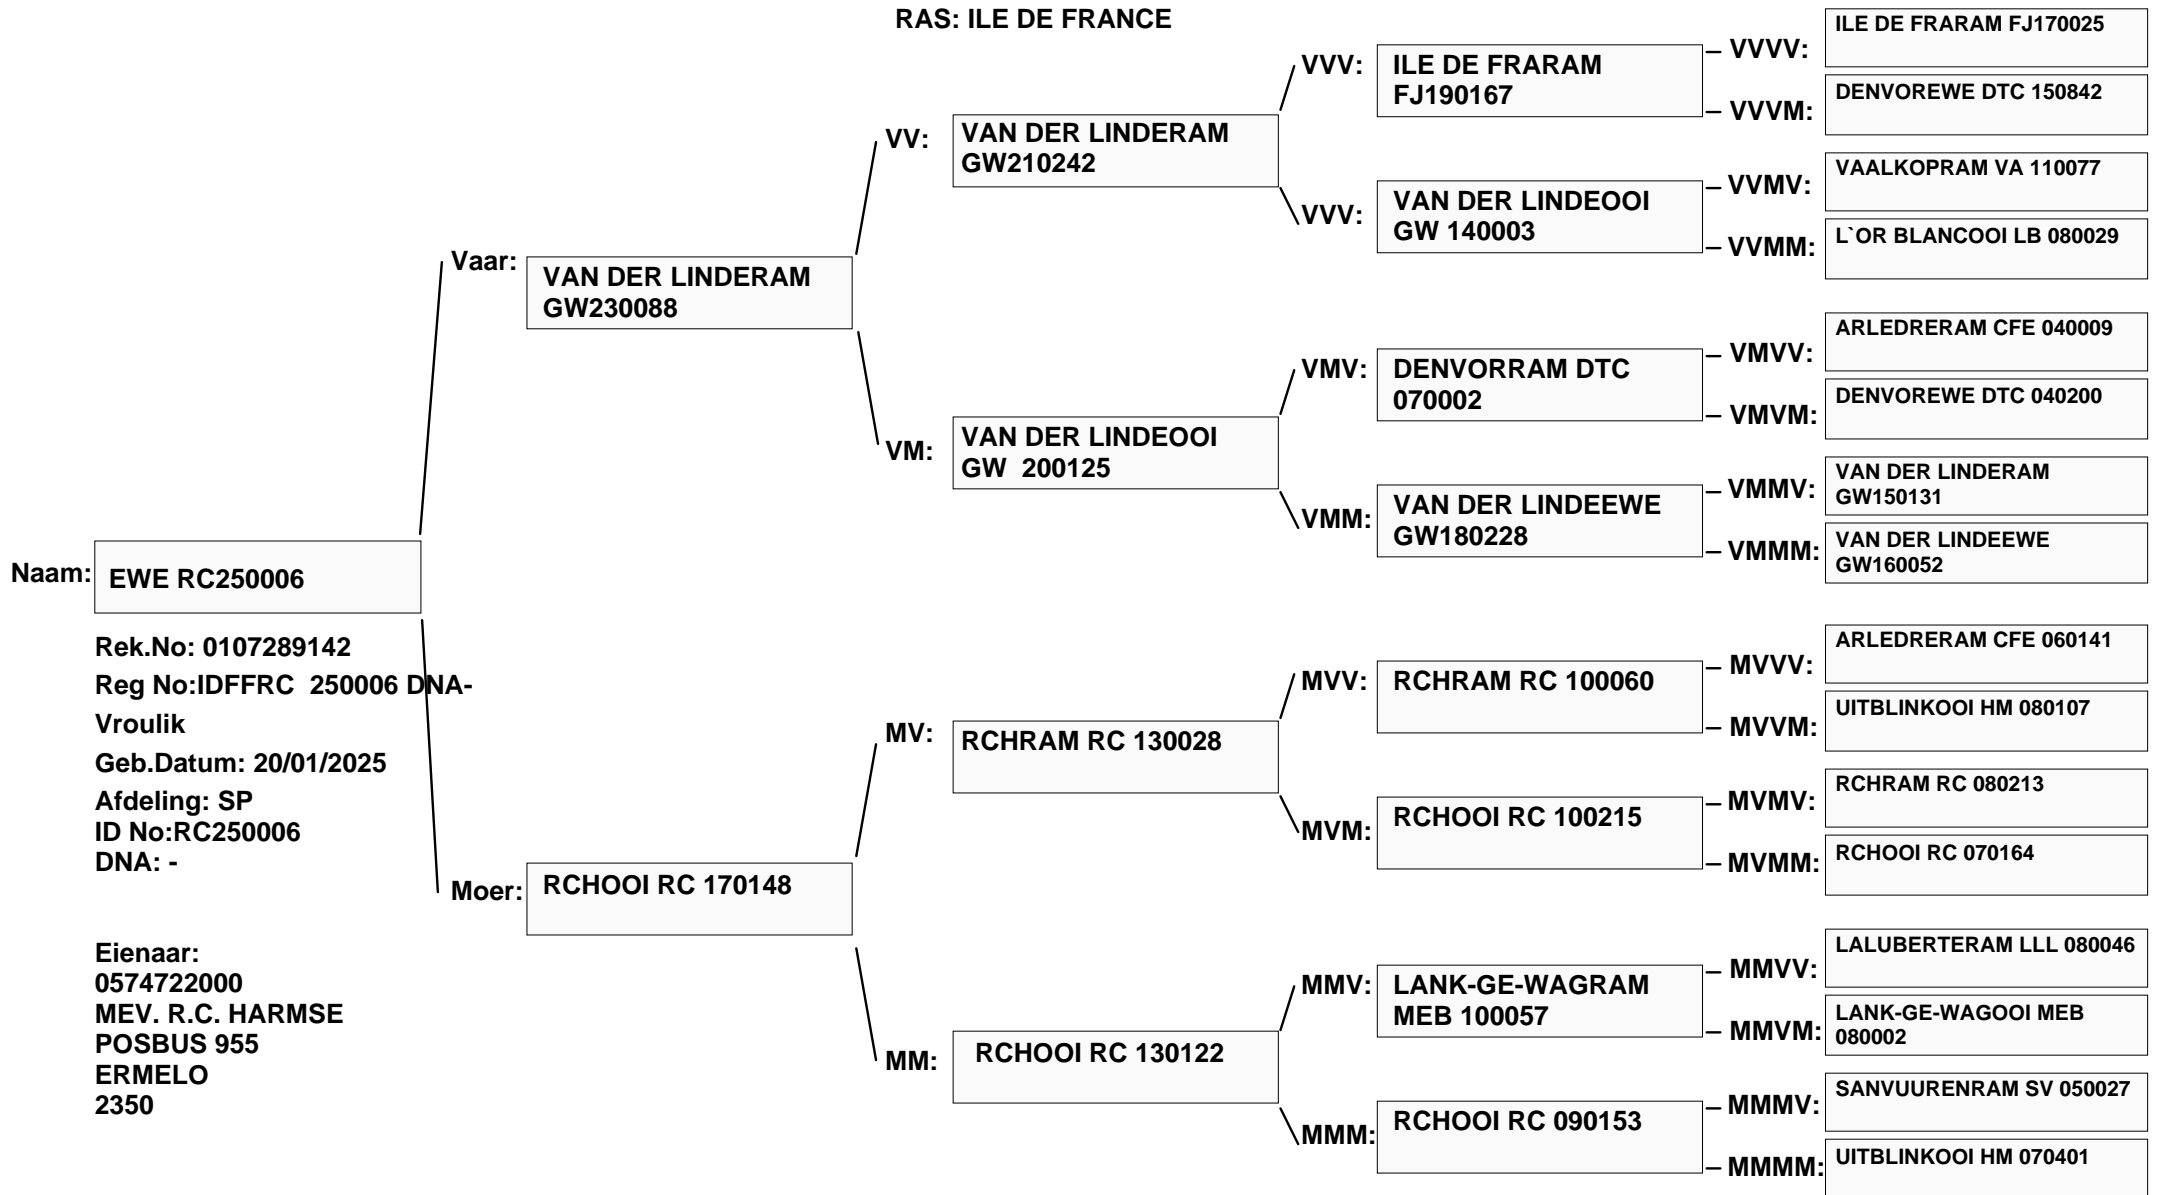 RAS: ILE DE FRANCE
Naam:
EWE RC250006
Rek.No: 0107289142
Reg No:IDFFRC  250006 DNA-
Vroulik
Geb.Datum: 20/01/2025
Afdeling: SP
ID No:RC250006
DNA: -
Eienaar:
0574722000
MEV. R.C. HARMSE
POSBUS 955
ERMELO
2350
Vaar:
VAN DER LINDERAM
GW230088
Moer:
RCHOOI RC 170148
VV:
VAN DER LINDERAM
GW210242
VM:
VAN DER LINDEOOI
GW  200125
MV:
RCHRAM RC 130028
MM:
RCHOOI RC 130122
VVV:
ILE DE FRARAM
FJ190167
VVV:
VAN DER LINDEOOI
GW 140003
VMV:
DENVORRAM DTC
070002
VMM:
VAN DER LINDEEWE
GW180228
MVV:
RCHRAM RC 100060
MVM:
RCHOOI RC 100215
MMV:
LANK-GE-WAGRAM
MEB 100057
MMM:
RCHOOI RC 090153
– VVVV:
ILE DE FRARAM FJ170025
– VVVM:
DENVOREWE DTC 150842
– VVMV:
VAALKOPRAM VA 110077
– VVMM:
L`OR BLANCOOI LB 080029
– VMVV:
ARLEDRERAM CFE 040009
– VMVM:
DENVOREWE DTC 040200
– VMMV:
VAN DER LINDERAM
GW150131
– VMMM:
VAN DER LINDEEWE
GW160052
– MVVV:
ARLEDRERAM CFE 060141
– MVVM:
UITBLINKOOI HM 080107
– MVMV:
RCHRAM RC 080213
– MVMM:
RCHOOI RC 070164
– MMVV:
LALUBERTERAM LLL 080046
– MMVM:
LANK-GE-WAGOOI MEB
080002
– MMMV:
SANVUURENRAM SV 050027
– MMMM:
UITBLINKOOI HM 070401